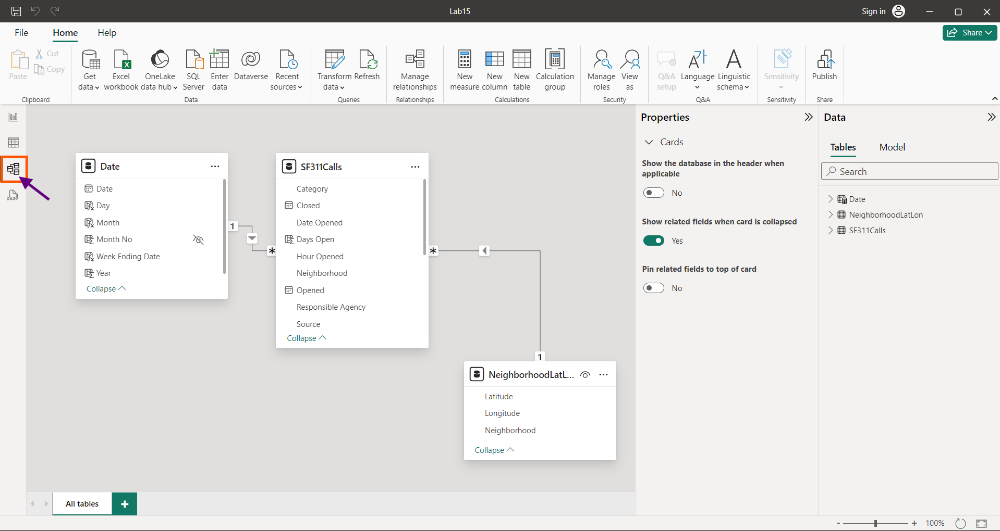 Lab15
Sign in
File
Home
Help
Share
Paste
Cut
Copy
Get data
Excel workbook
OneLake data hub
SQL Server
Enter data
Dataverse
Recent sources
Transform data
Refresh
Manage relationships
New measure
New column
New table
Calculation group
Manage roles
View as
Q&A setup
Language
Linguistic schema
Sensitivity
Publish
Clipboard
Data
Queries
Relationships
Calculations
Security
Q&A
Sensitivity
Share
DAX
Date
Date
Day
Month
Month No
Week Ending Date
Year
Collapse
1
*
SF311Calls
Category
Closed
Date Opened
Days Open
Hour Opened
Neighborhood
Opened
Responsible Agency
Source
Collapse
*
1
NeighborhoodLatL...
Latitude
Longitude
Neighborhood
Collapse
Properties
Cards
Show the database in the header when
applicable
No
Show related fields when card is collapsed
Yes
Pin related fields to top of card
No
Data
Tables
Model
Search
Date
NeighborhoodLatLon
SF311Calls
All tables
+
- + 100%